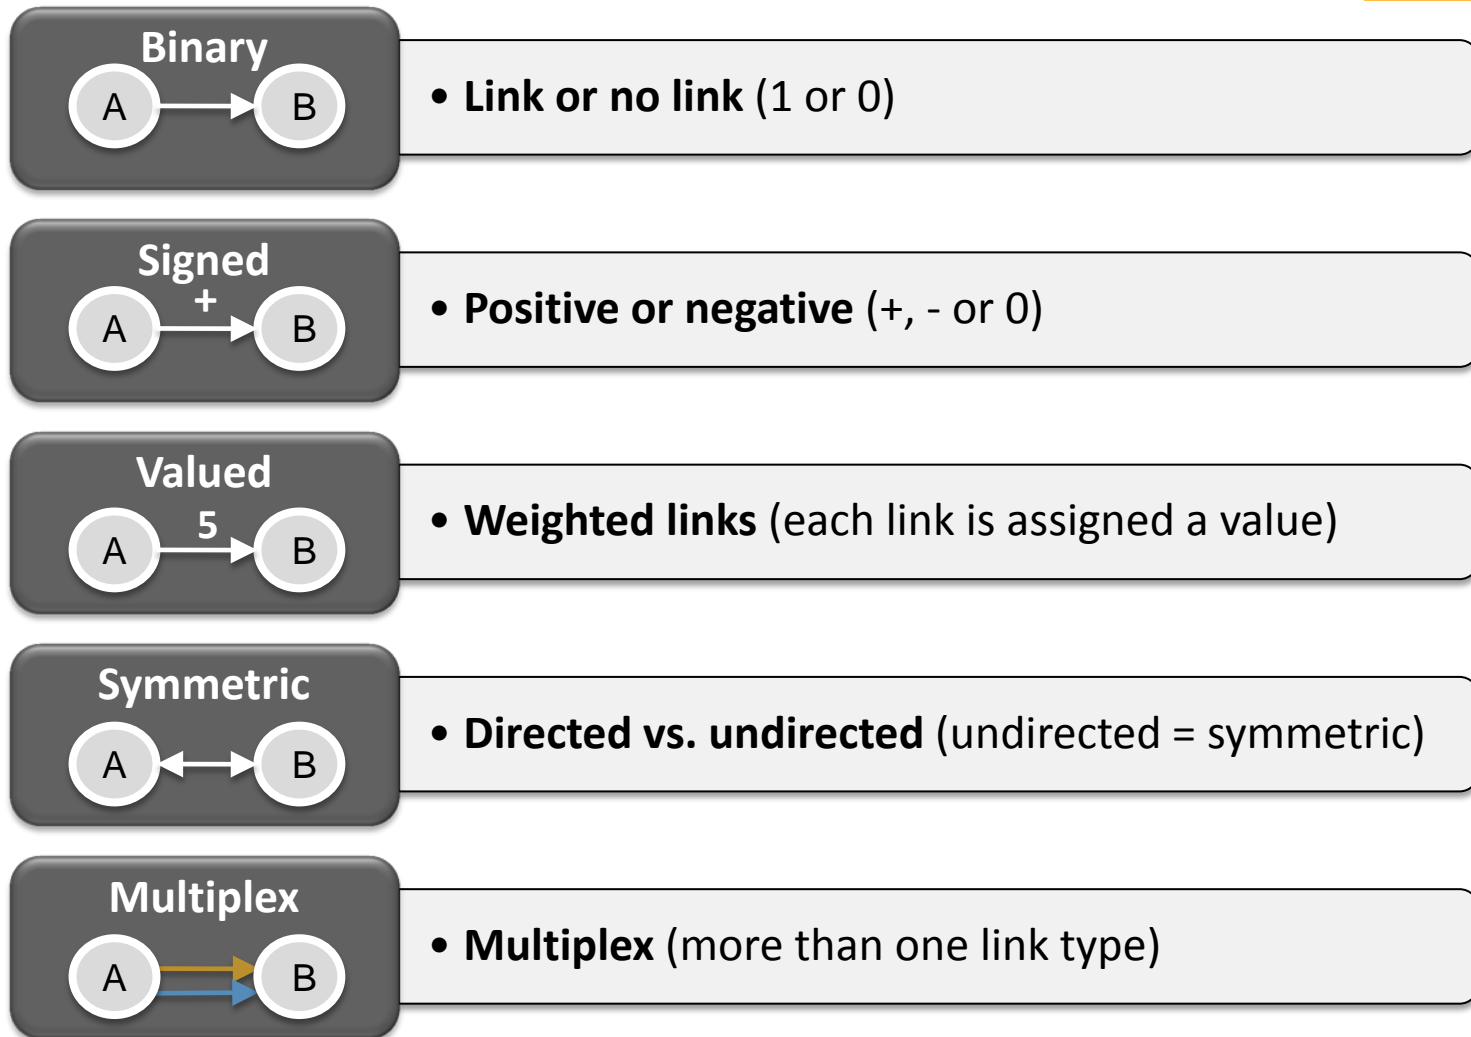 Binary
A B
• Link or no link (1 or 0)
Signed
+
A B
• Positive or negative (+, - or 0)
Valued
5
A B
• Weighted links (each link is assigned a value)
Symmetric
A B
• Directed vs. undirected (undirected = symmetric)
Multiplex
A B
• Multiplex (more than one link type)